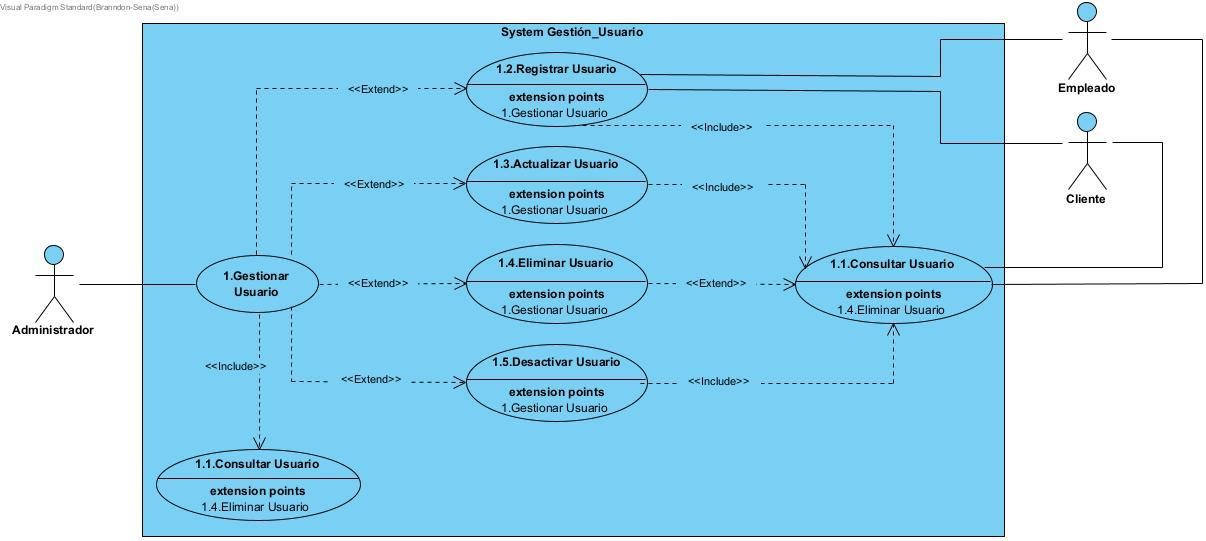 Visual Paradigm Standard(Branndon-Sena(Sena))
System Gestión_Usuario
1.2.Registrar Usuario
extension points
1.Gestionar Usuario
<<Extend>>
<<Include>>
Empleado
Cliente
1.3.Actualizar Usuario
extension points
1.Gestionar Usuario
<<Extend>>
<<Include>>
Administrador
1.Gestionar
Usuario
<<Extend>>
1.4.Eliminar Usuario
extension points
1.Gestionar Usuario
<<Extend>>
1.1.Consultar Usuario
extension points
1.4.Eliminar Usuario
<<Include>>
<<Extend>>
1.5.Desactivar Usuario
extension points
1.Gestionar Usuario
<<Include>>
1.1.Consultar Usuario
extension points
1.4.Eliminar Usuario